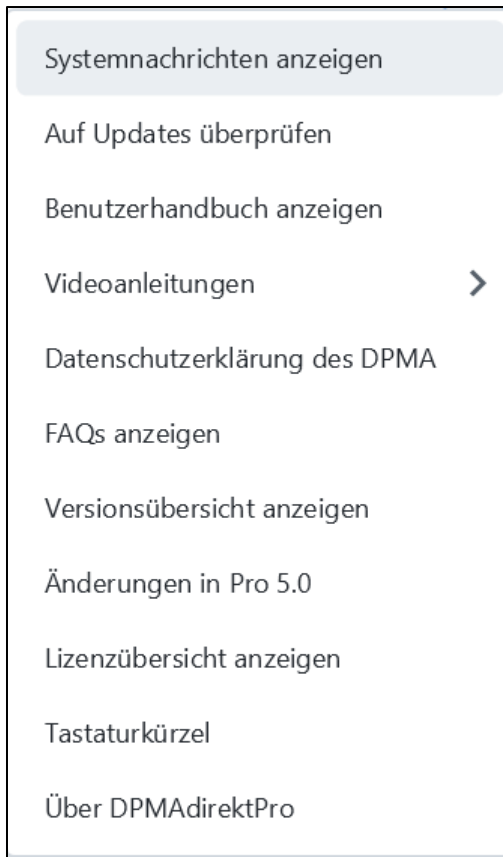 Systemnachrichten anzeigen
Auf Updates überprüfen
Benutzerhandbuch anzeigen
Videoanleitungen
Datenschutzerklärung des DPMA
FAQs anzeigen
Versionsübersicht anzeigen
Änderungen in Pro 5.0
Lizenzübersicht anzeigen
Tastaturkürzel
Über DPMAdirektPro